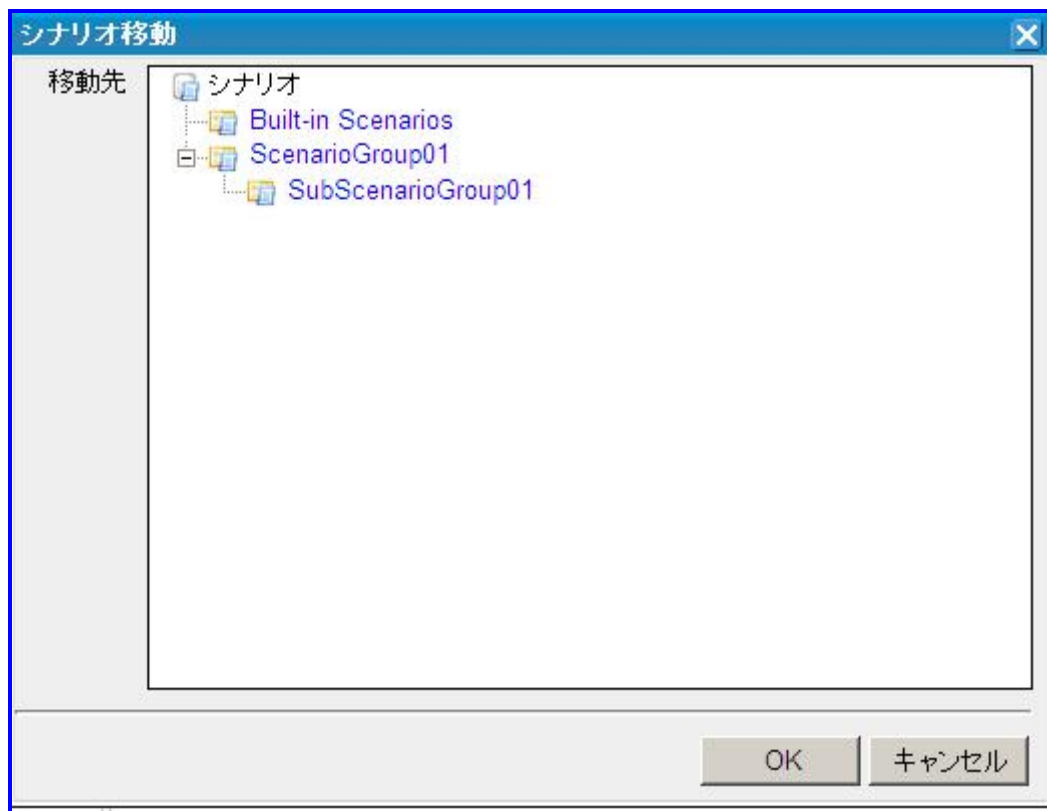 シナリオ移動
移動先
シナリオ
Built-in Scenarios
ScenarioGroup01
SubScenarioGroup01
OK キャンセル